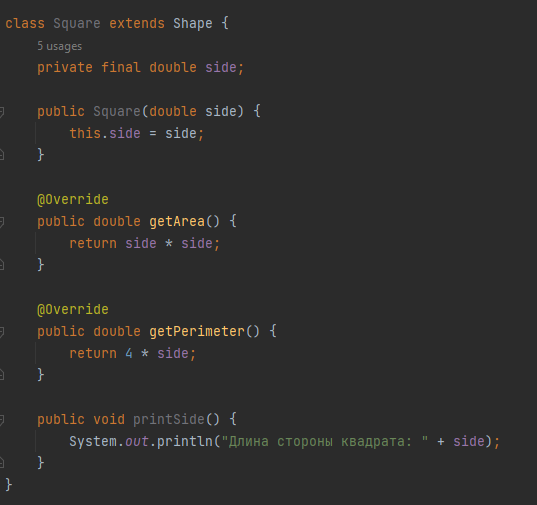 class Square extends Shape {
5 usages
private final double side;
public Square(double side) {
this.side = side;
}
@Override
public double getArea() {
return side * side;
}
@Override
public double getPerimeter() {
return 4 * side;
}
public void printSide() {
System.out.println("Длина стороны квадрата: " + side);
}
}